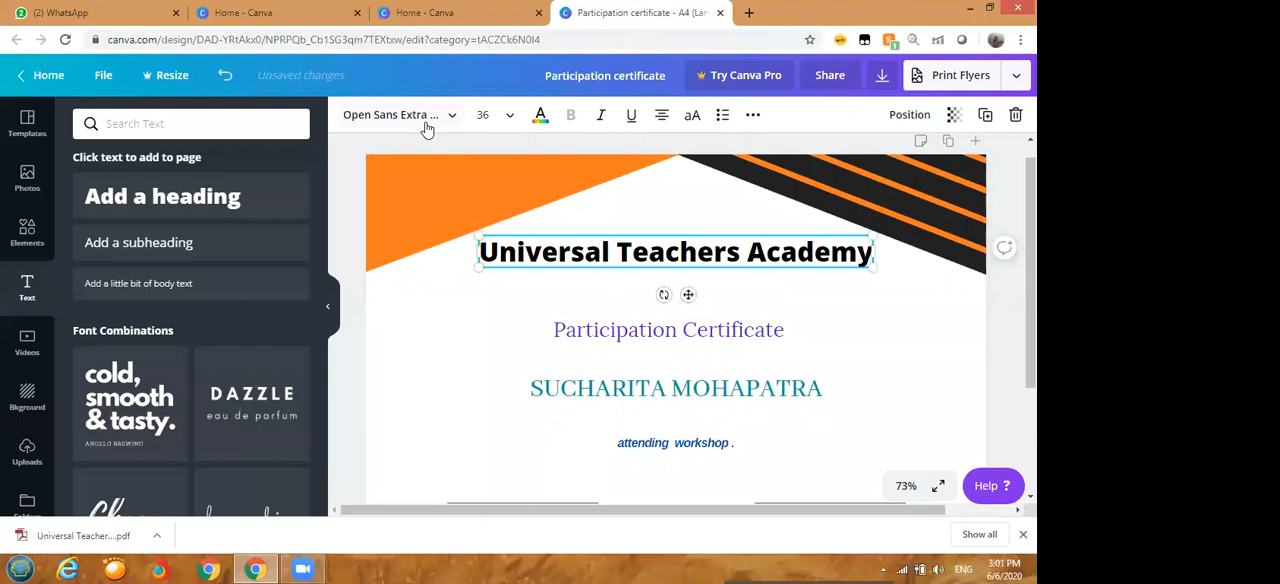 (2) WhatsApp
Home - Canva
Home - Canva
Participation certificate - A4 (Lan
canva.com/design/DAD-YRtAkx0/NPRPQb_Cb1SG3qm7TEXtxw/edit?category=tACZCk6N0I4
Home
File
Resize
Unsaved changes
Participation certificate
Try Canva Pro
Share
Print Flyers
Templates
Photos
Elements
Text
Videos
Bkground
Uploads
Search Text
Click text to add to page
Add a heading
Add a subheading
Add a little bit of body text
Font Combinations
cold,
smooth
& tasty.
ANGELO BREWING
DAZZLE
eau de parfum
Open Sans Extra ...
36
B
I
U
aA
Position
Universal Teachers Academy
Participation Certificate
SUCHARITA MOHAPATRA
attending workshop .
73%
Help ?
Universal Teacher....pdf
Show all
ENG
3:01 PM
6/6/2020